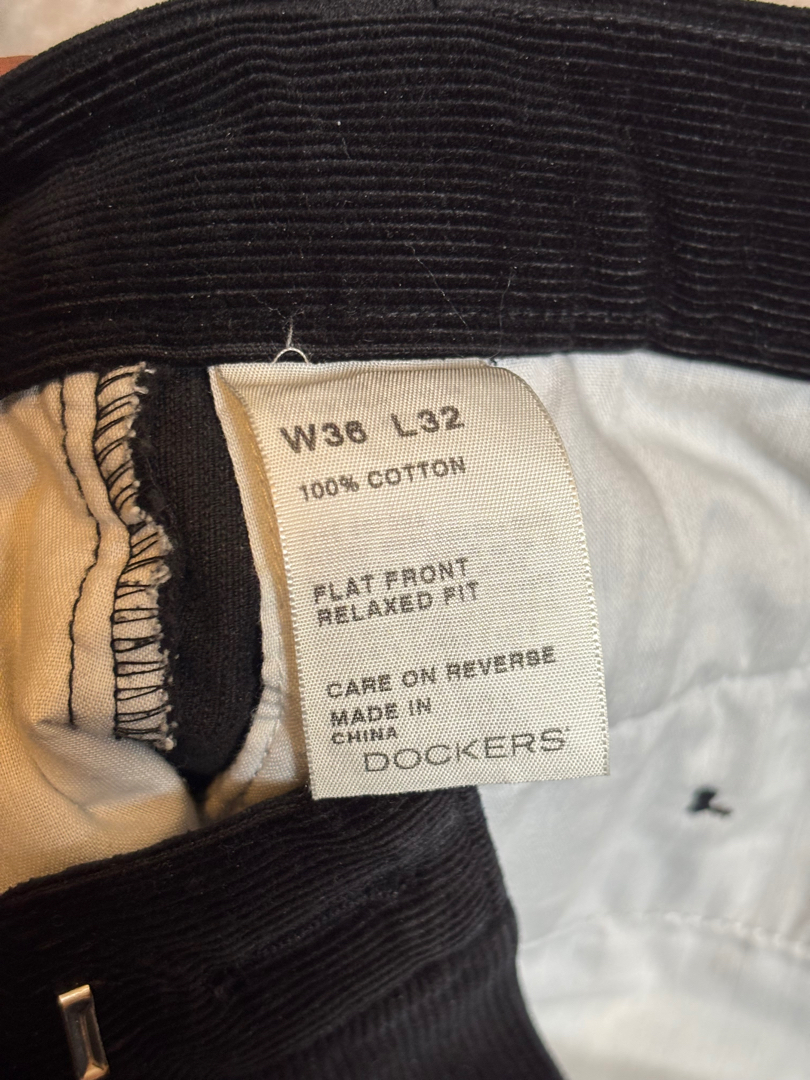 W36 L32
100% COTTON
FLAT FRONT
RELAXED FIT
CARE ON REVERSE
MADE IN
CHINA
DOCKERS®